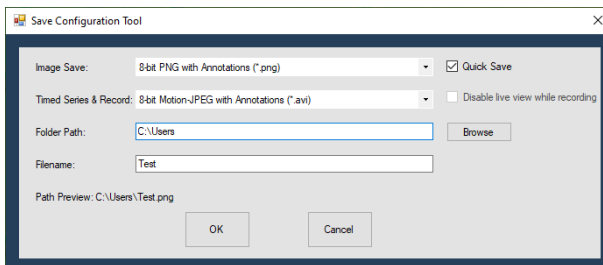 Save Configuration Tool
Image Save: 8-bit PNG with Annotations (*.png) Quick Save
Timed Series & Record: 8-bit Motion-JPEG with Annotations (*.avi) Disable live view while recording
Folder Path: C:\Users Browse
Filename: Test
Path Preview: C:\Users\Test.png
OK Cancel